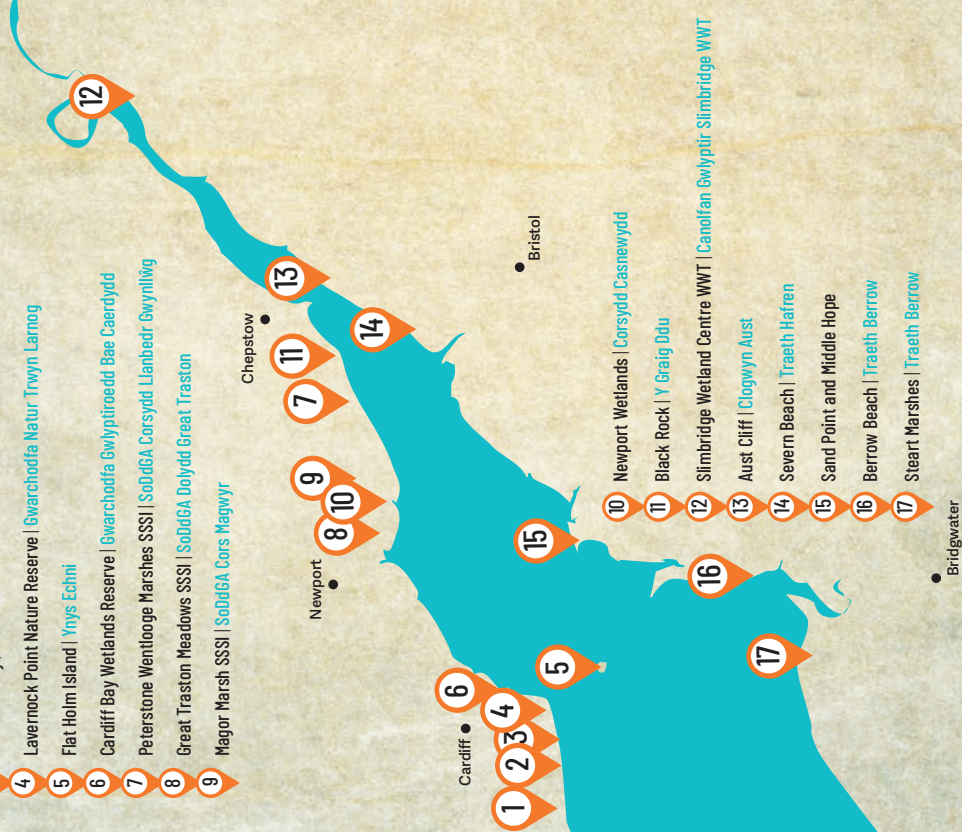 4 Lavernock Point Nature Reserve | Gwarchodfa Natur Trwyn Larnog
5 Flat Holm Island | Ynys Echni
6 Cardiff Bay Wetlands Reserve | Gwarchodfa Gwlyptiroedd Bae Caerdydd
7 Peterstone Wentlooge Marshes SSSI | SoDdGA Corsydd Llanbedr Gwynllŵg
8 Great Traston Meadows SSSI | SoDdGA Dolydd Great Traston
9 Magor Marsh SSSI | SoDdGA Cors Magwyr
Chepstow
Newport
Cardiff
Bristol
Bridgwater
1
2
3
4
5
6
7
8
9
10
11
12
13
14
15
16
17
10 Newport Wetlands | Corsydd Casnewydd
11 Black Rock | Y Graig Ddu
12 Slimbridge Wetland Centre WWT | Canolfan Gwlyptir Slimbridge WWT
13 Aust Cliff | Clogwyn Aust
14 Severn Beach | Traeth Hafren
15 Sand Point and Middle Hope
16 Berrow Beach | Traeth Berrow
17 Steart Marshes | Traeth Berrow